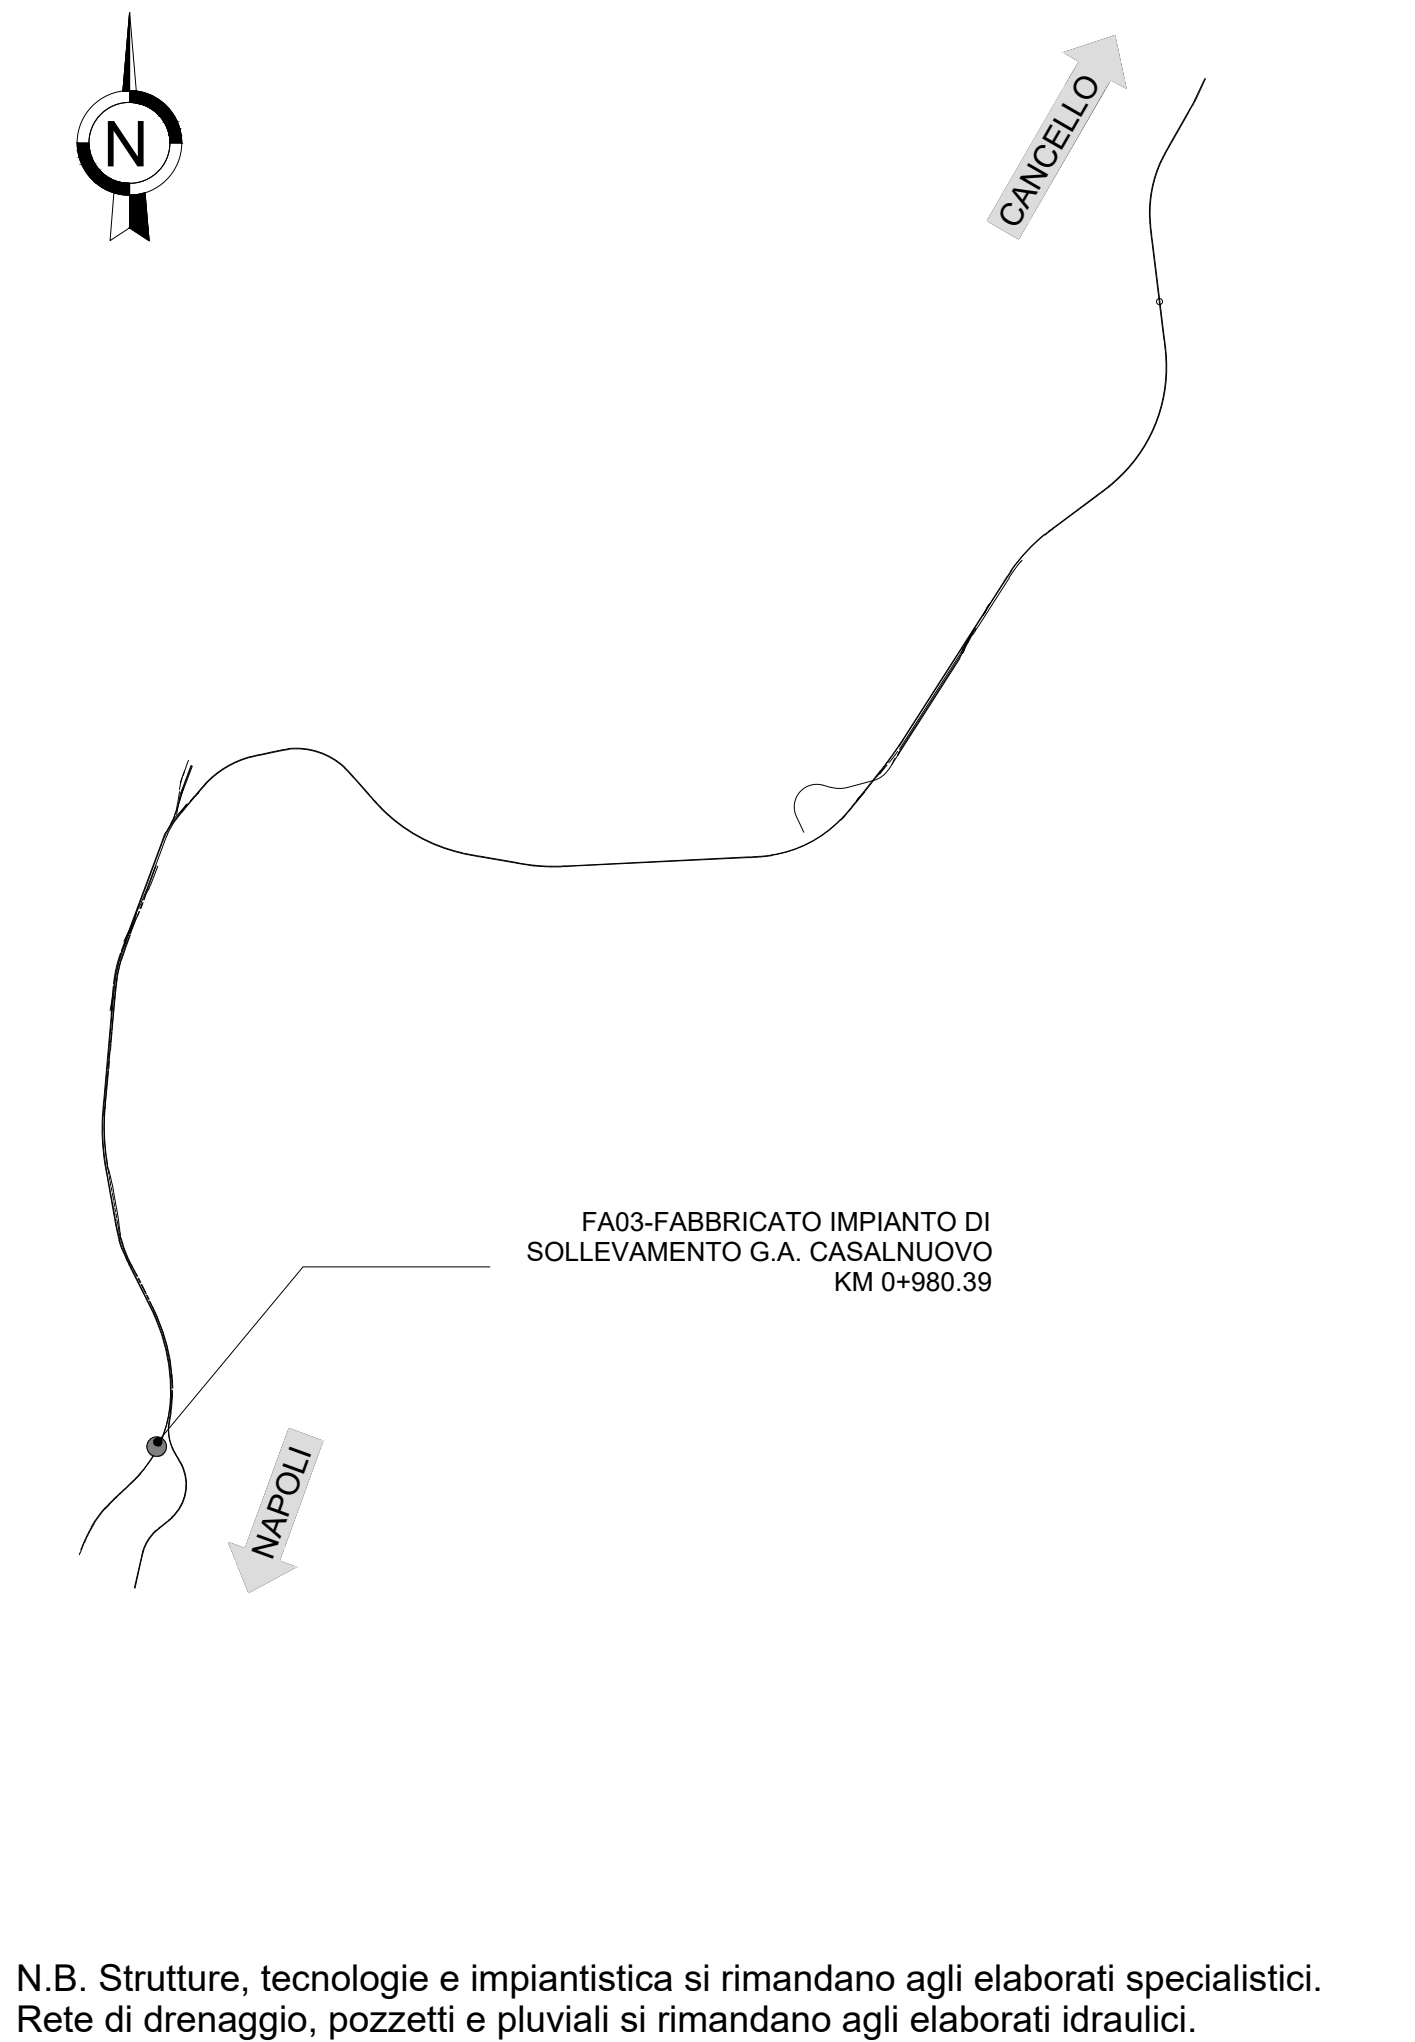 N
CANCELLO
FA03-FABBRICATO IMPIANTO DI
SOLLEVAMENTO G.A. CASALNUOVO
KM 0+980.39
NAPOLI
N.B. Strutture, tecnologie e impiantistica si rimandano agli elaborati specialistici.
Rete di drenaggio, pozzetti e pluviali si rimandano agli elaborati idraulici.